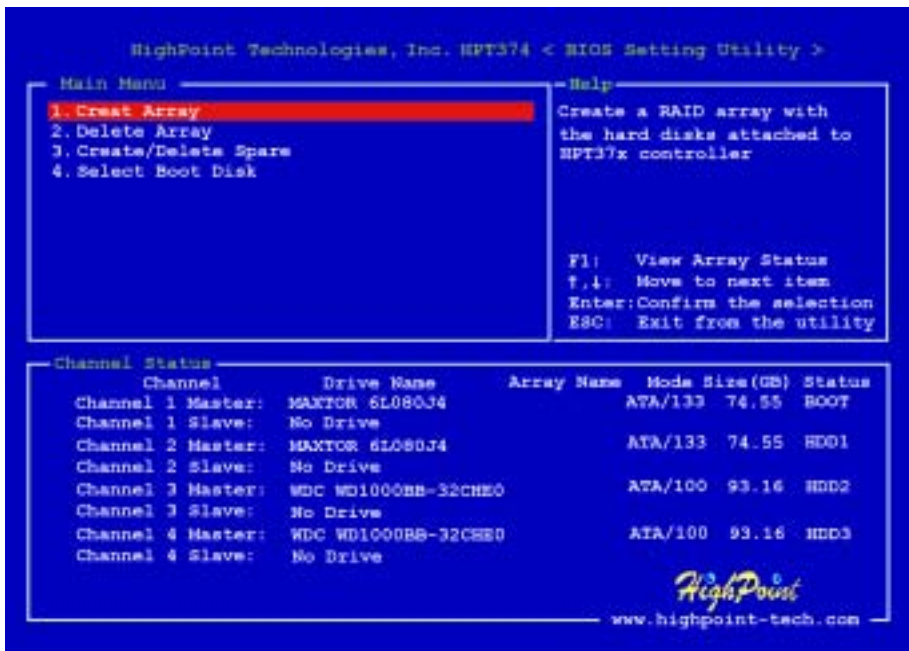 HighPoint Technologies, Inc. HPT374 < BIOS Setting Utility >
Main Menu
1. Creat Array
2. Delete Array
3. Create/Delete Spare
4. Select Boot Disk
Help
Create a RAID array with
the hard disks attached to
HPT37x controller
F1: View Array Status
↑,↓: Move to next item
Enter:Confirm the selection
ESC: Exit from the utility
Channel Status
Channel Drive Name Array Name Mode Size(GB) Status
Channel 1 Master: MAXTOR 6L080J4 ATA/133 74.55 BOOT
Channel 1 Slave: No Drive
Channel 2 Master: MAXTOR 6L080J4 ATA/133 74.55 HDD1
Channel 2 Slave: No Drive
Channel 3 Master: WDC WD1000BB-32CHE0 ATA/100 93.16 HDD2
Channel 3 Slave: No Drive
Channel 4 Master: WDC WD1000BB-32CHE0 ATA/100 93.16 HDD3
Channel 4 Slave: No Drive
HighPoint
www.highpoint-tech.com